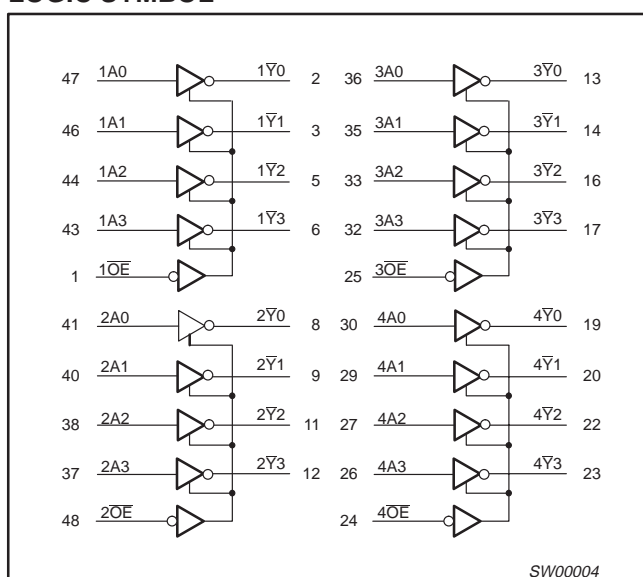 LOGIC SYMBOL
47 1A0 1Y̅0 2 36 3A0 3Y̅0 13
46 1A1 1Y̅1 3 35 3A1 3Y̅1 14
44 1A2 1Y̅2 5 33 3A2 3Y̅2 16
43 1A3 1Y̅3 6 32 3A3 3Y̅3 17
1 1O̅E̅ 25 3O̅E̅
41 2A0 2Y̅0 8 30 4A0 4Y̅0 19
40 2A1 2Y̅1 9 29 4A1 4Y̅1 20
38 2A2 2Y̅2 11 27 4A2 4Y̅2 22
37 2A3 2Y̅3 12 26 4A3 4Y̅3 23
48 2O̅E̅ 24 4O̅E̅
SW00004